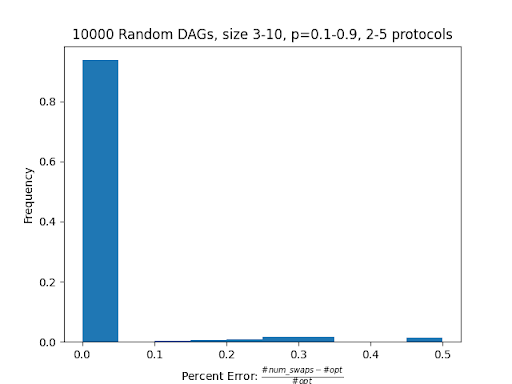 10000 Random DAGs, size 3-10, p=0.1-0.9, 2-5 protocols
Frequency
0.8
0.6
0.4
0.2
0.0
0.0 0.1 0.2 0.3 0.4 0.5
Percent Error: #num_swaps−#opt
#opt